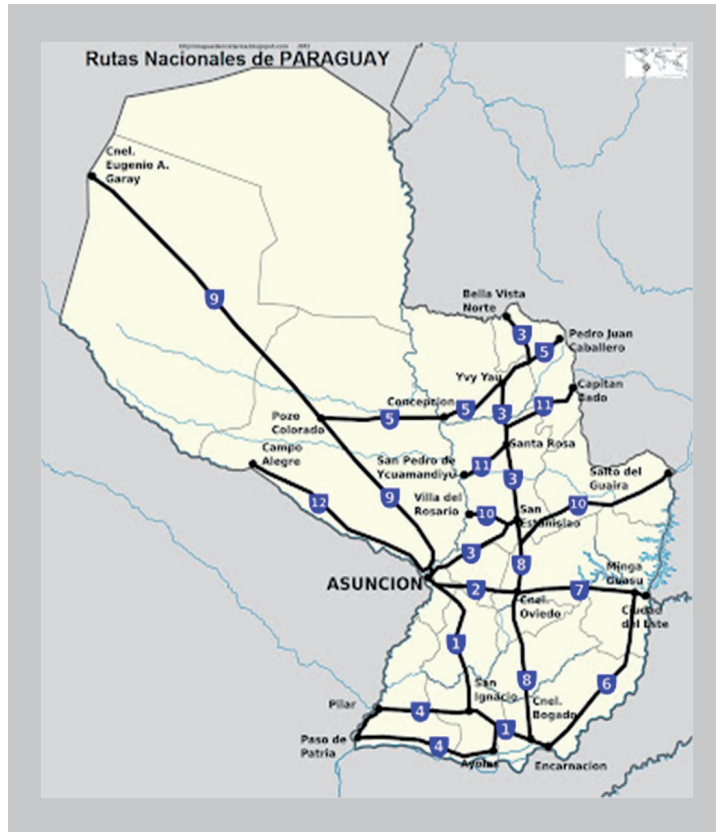 Rutas Nacionales de PARAGUAY
Cnel.
Eugenio A.
Garay
9
Bella Vista
Norte
3
Pedro Juan
Caballero
5
Yvy Yau
Capitan
Bado
Concepcion
5
5
3
11
Pozo
Colorado
Santa Rosa
Campo
Alegre
San Pedro de
Ycuamandiyú
11
3
Salto del
Guaira
12
9
Villa del
Rosario
10
San
Estanislao
10
3
8
Minga
Guasu
ASUNCION
2
7
Cnel.
Oviedo
Ciudad
del Este
1
San
Ignacio
8
6
Cnel.
Bogado
Pilar
4
1
Paso de
Patria
4
Ayolas
Encarnacion